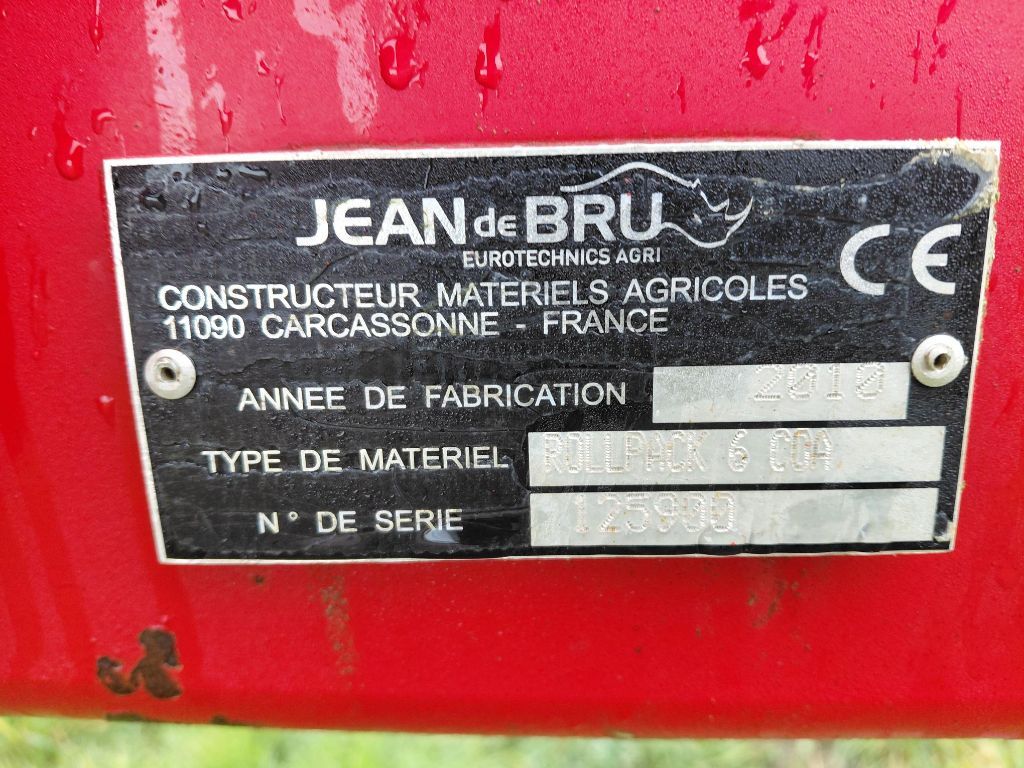 JEAN de BRU
EUROTECHNICS AGRI
CE
CONSTRUCTEUR MATERIELS AGRICOLES
11090 CARCASSONNE - FRANCE
ANNEE DE FABRICATION 2010
TYPE DE MATERIEL ROLLPACK 6 CCA
N° DE SERIE 125900